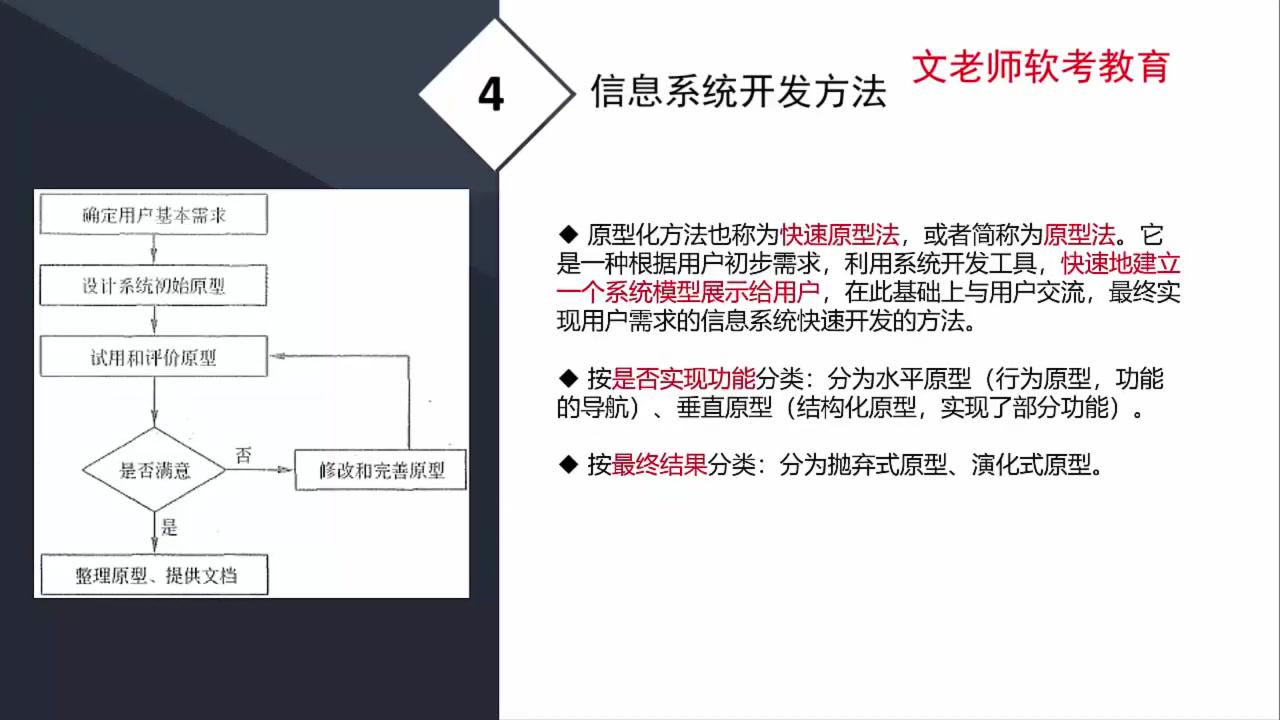 4
信息系统开发方法
文老师软考教育
确定用户基本需求
设计系统初始原型
试用和评价原型
是否满意
否
修改和完善原型
是
整理原型、提供文档
◆ 原型化方法也称为快速原型法，或者简称为原型法。它
是一种根据用户初步需求，利用系统开发工具，快速地建立
一个系统模型展示给用户，在此基础上与用户交流，最终实
现用户需求的信息系统快速开发的方法。
◆ 按是否实现功能分类：分为水平原型（行为原型，功能
的导航）、垂直原型（结构化原型，实现了部分功能）。
◆ 按最终结果分类：分为抛弃式原型、演化式原型。